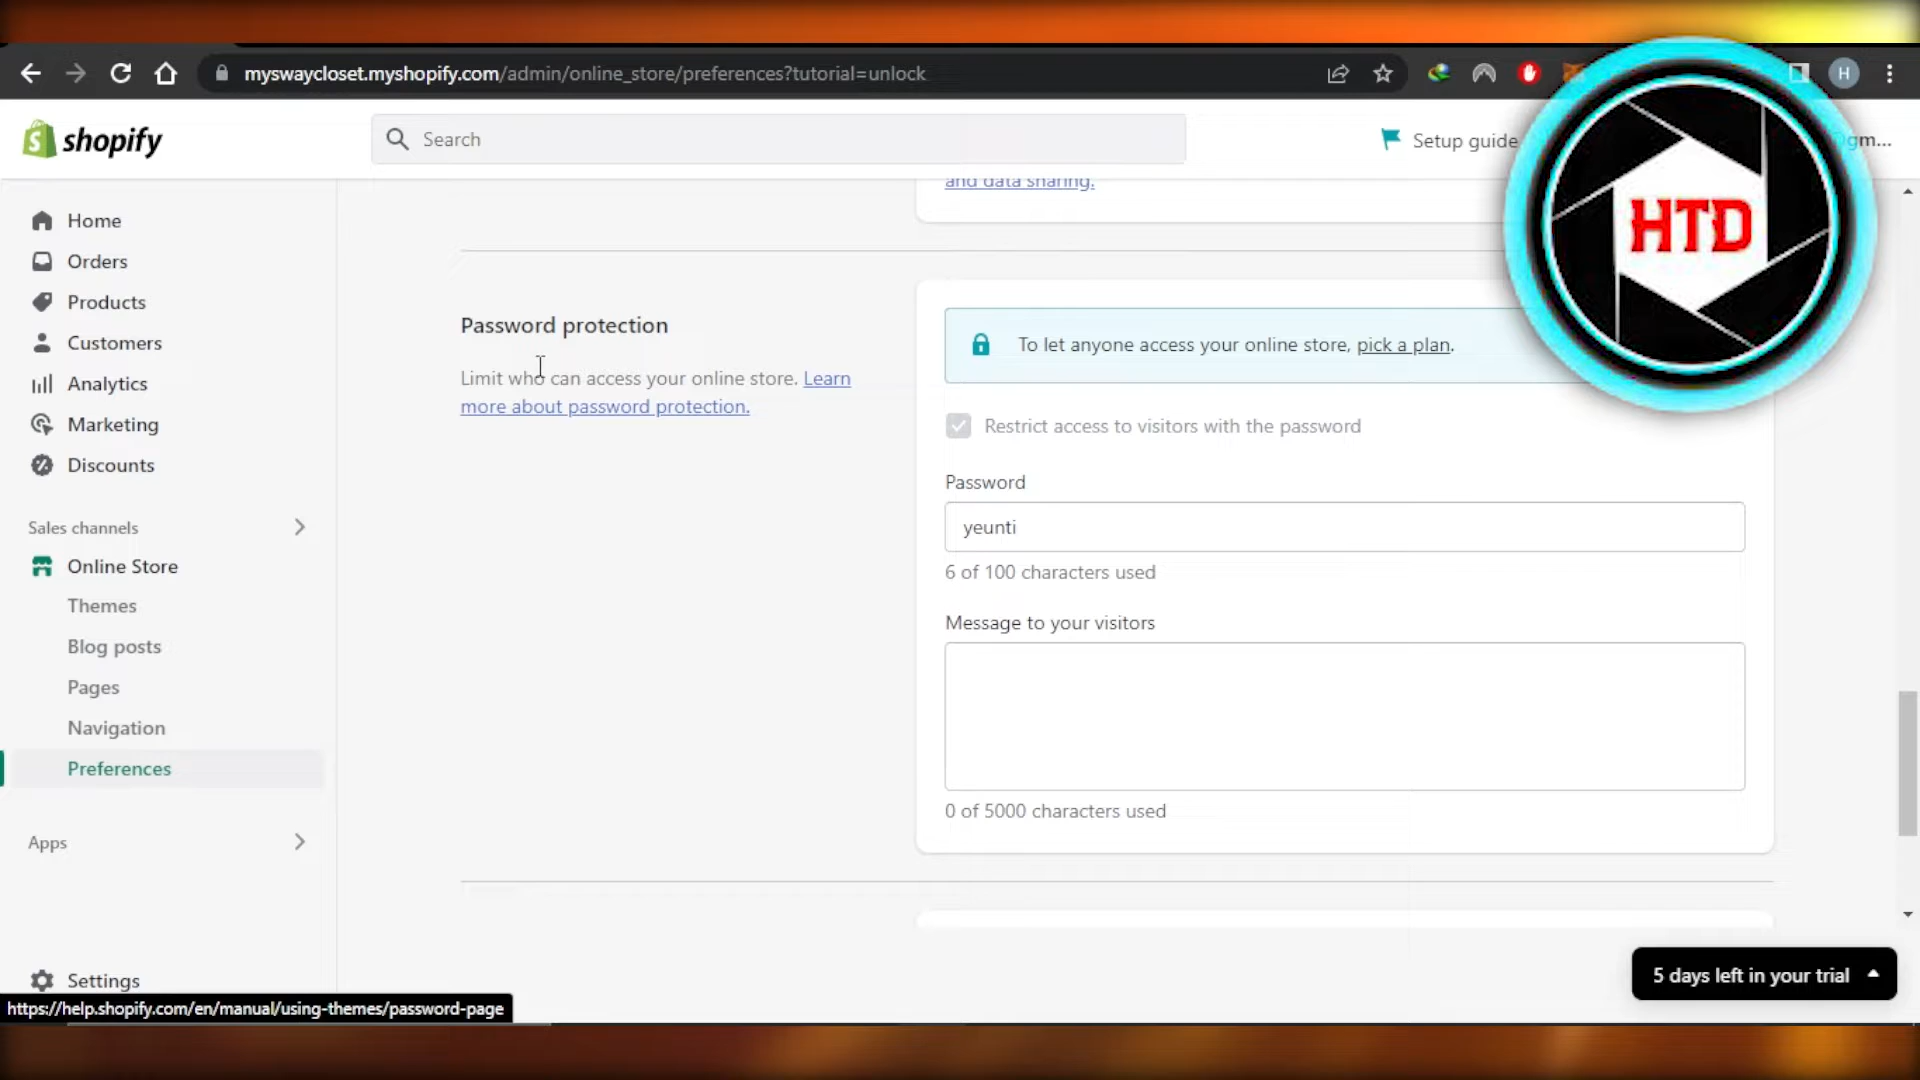 myswaycloset.myshopify.com/admin/online_store/preferences?tutorial=unlock
H
shopify
Search
Setup guide
gm...
HTD
and data sharing.
Home
Orders
Products
Customers
Analytics
Marketing
Discounts
Sales channels
Online Store
Themes
Blog posts
Pages
Navigation
Preferences
Apps
Settings
Password protection
Limit who can access your online store. Learn
more about password protection.
To let anyone access your online store, pick a plan.
Restrict access to visitors with the password
Password
yeunti
6 of 100 characters used
Message to your visitors
0 of 5000 characters used
5 days left in your trial
https://help.shopify.com/en/manual/using-themes/password-page